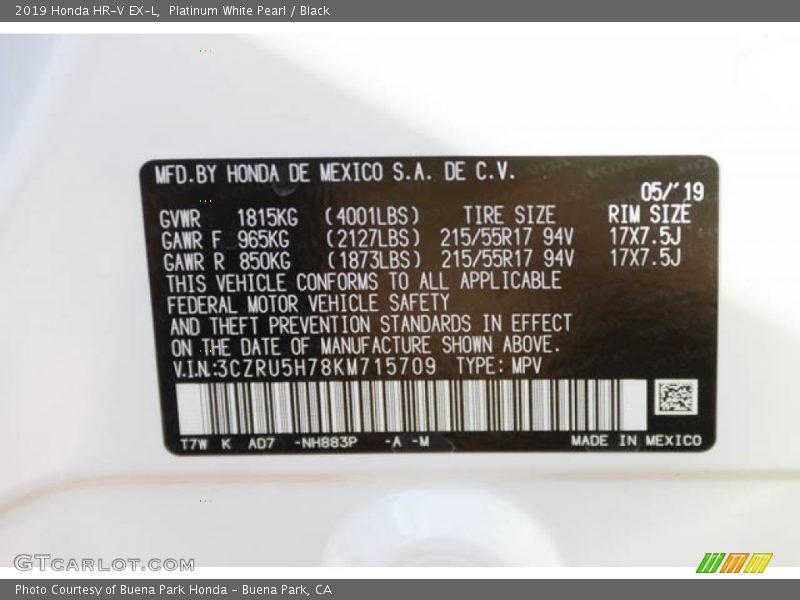 2019 Honda HR-V EX-L,  Platinum White Pearl / Black
MFD.BY HONDA DE MEXICO S.A. DE C.V.
05/'19
GVWR 1815KG (4001LBS) TIRE SIZE RIM SIZE
GAWR F 965KG (2127LBS) 215/55R17 94V 17X7.5J
GAWR R 850KG (1873LBS) 215/55R17 94V 17X7.5J
THIS VEHICLE CONFORMS TO ALL APPLICABLE
FEDERAL MOTOR VEHICLE SAFETY
AND THEFT PREVENTION STANDARDS IN EFFECT
ON THE DATE OF MANUFACTURE SHOWN ABOVE.
V.I.N.:3CZRU5H78KM715709 TYPE: MPV
T7W K AD7 -NH883P -A -M MADE IN MEXICO
GTCARLOT.COM
Photo Courtesy of Buena Park Honda - Buena Park, CA